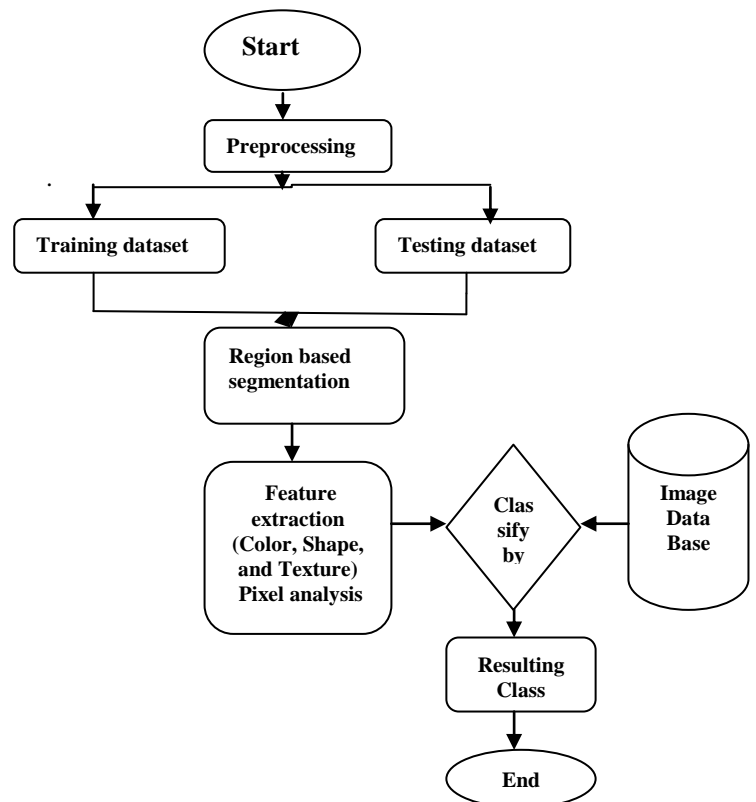 Start
Preprocessing
Training dataset
Testing dataset
Region based
segmentation
Feature
extraction
(Color, Shape,
and Texture)
Pixel analysis
Clas
sify
by
Image
Data
Base
Resulting
Class
End